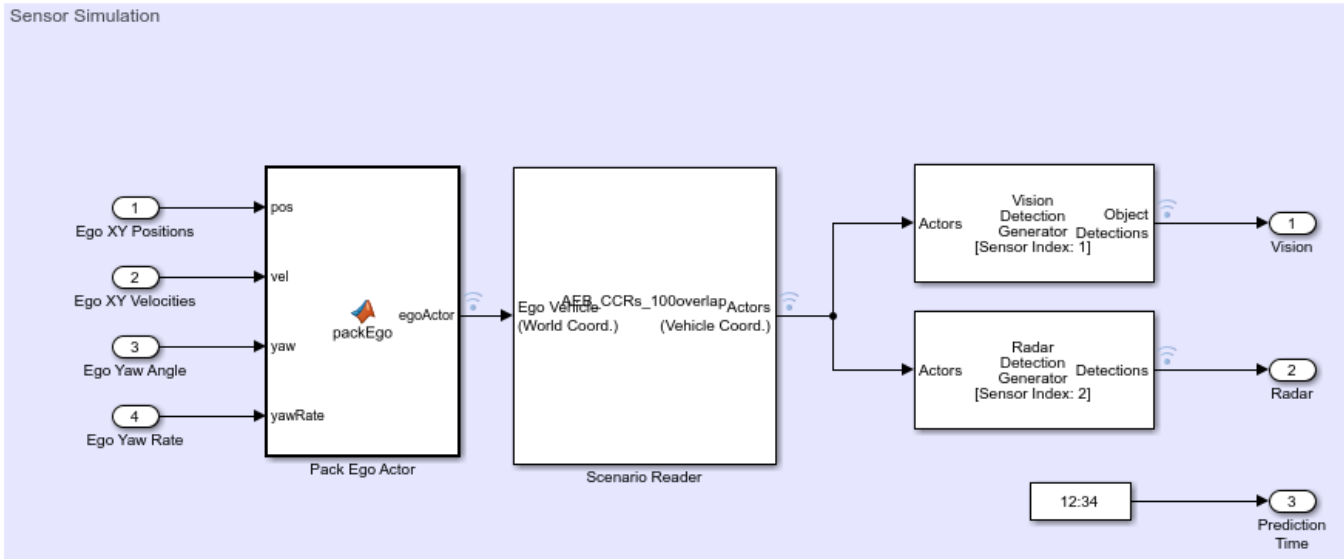 Sensor Simulation
1
Ego XY Positions
2
Ego XY Velocities
3
Ego Yaw Angle
4
Ego Yaw Rate
pos
vel
yaw
yawRate
packEgo
egoActor
Pack Ego Actor
Ego Vehicle
(World Coord.)
AEB_CCRs_100overlap
Actors
(Vehicle Coord.)
Scenario Reader
Actors
Vision
Detection
Generator
[Sensor Index: 1]
Object
Detections
1
Vision
Actors
Radar
Detection
Generator
[Sensor Index: 2]
Detections
2
Radar
12:34
3
Prediction
Time